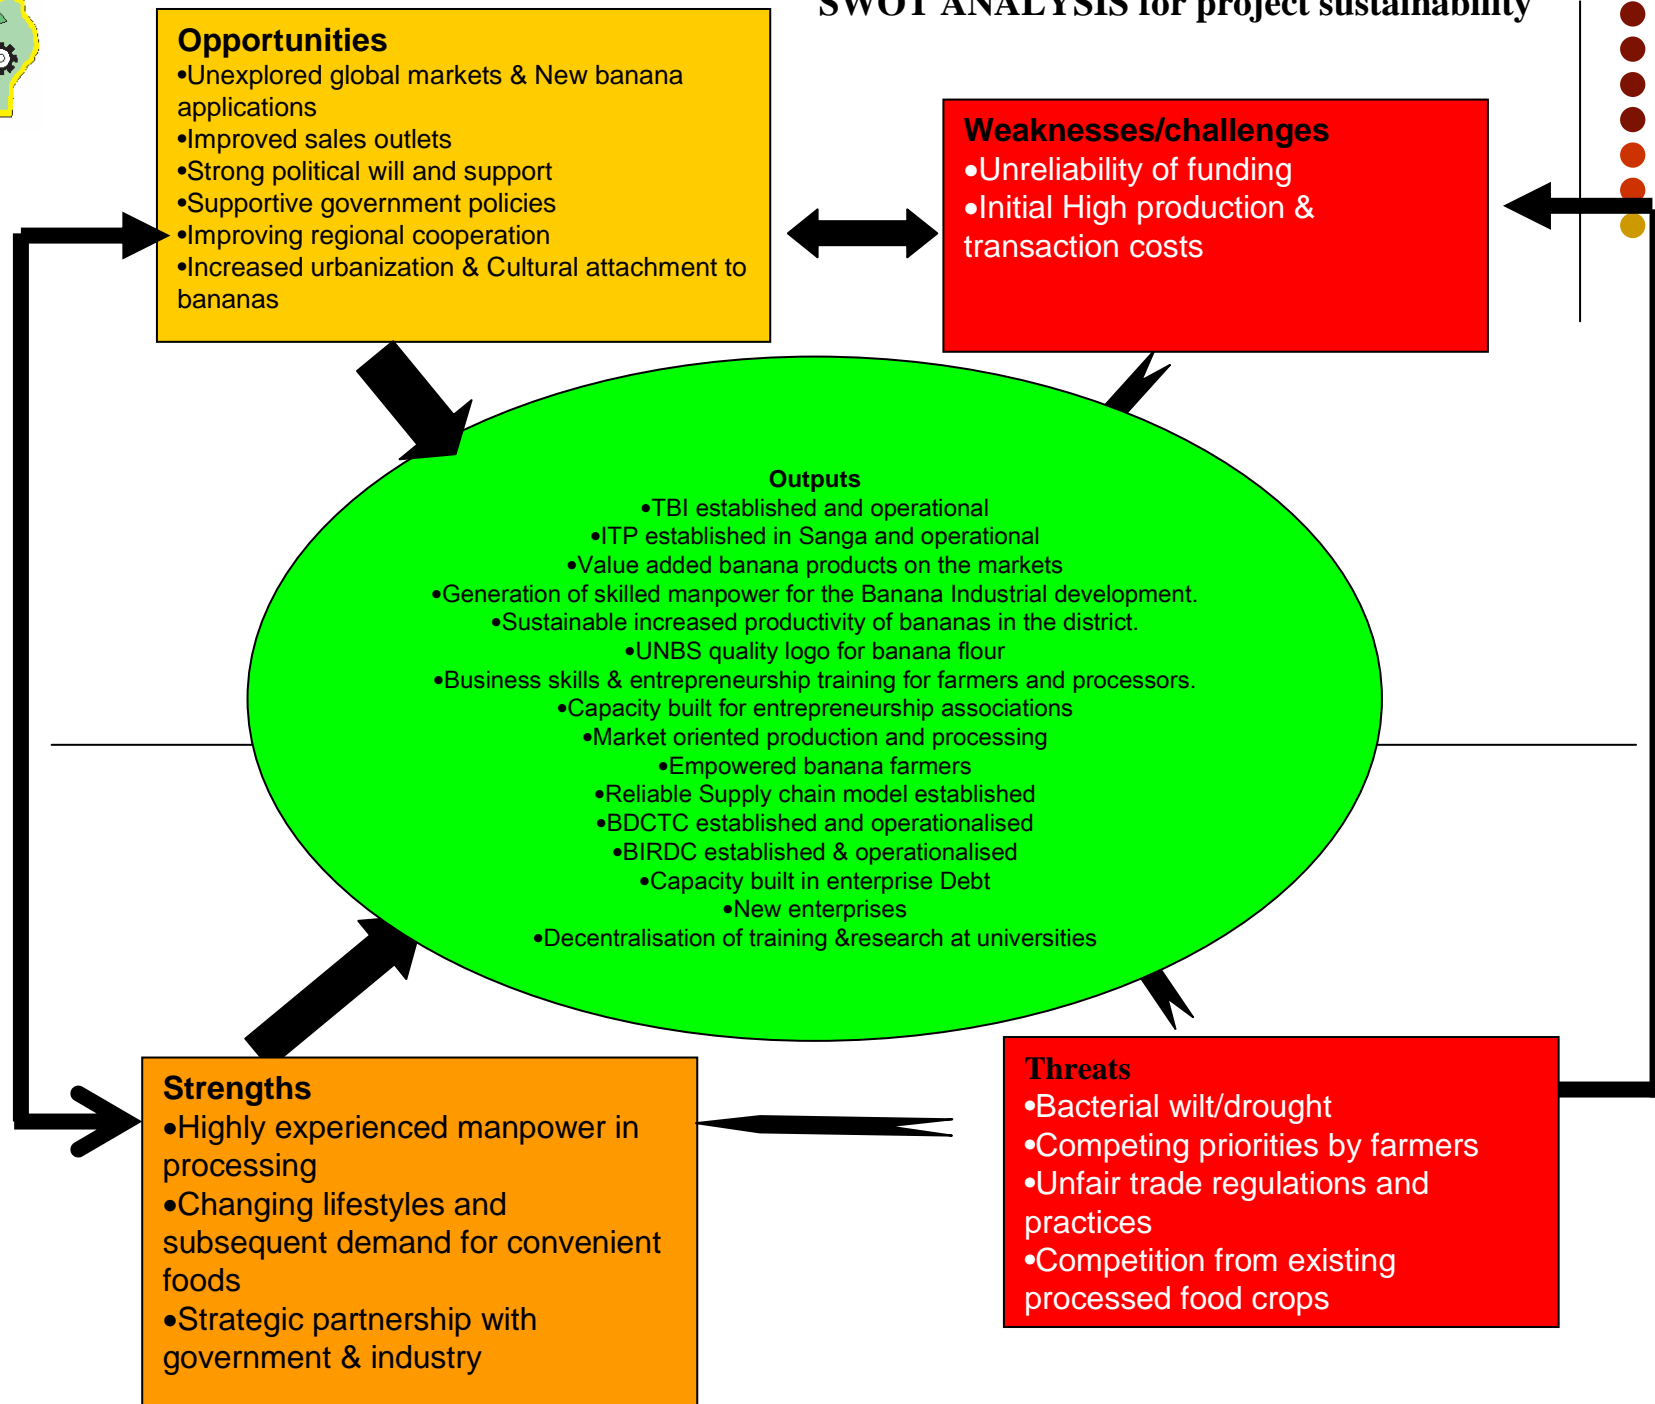 SWOT ANALYSIS for project sustainability
Opportunities
•Unexplored global markets & New banana
applications
•Improved sales outlets
•Strong political will and support
•Supportive government policies
•Improving regional cooperation
•Increased urbanization & Cultural attachment to
bananas
Weaknesses/challenges
•Unreliability of funding
•Initial High production &
transaction costs
Outputs
•TBI established and operational
•ITP established in Sanga and operational
•Value added banana products on the markets
•Generation of skilled manpower for the Banana Industrial development.
•Sustainable increased productivity of bananas in the district.
•UNBS quality logo for banana flour
•Business skills & entrepreneurship training for farmers and processors.
•Capacity built for entrepreneurship associations
•Market oriented production and processing
•Empowered banana farmers
•Reliable Supply chain model established
•BDCTC established and operationalised
•BIRDC established & operationalised
•Capacity built in enterprise Debt
•New enterprises
•Decentralisation of training &research at universities
Strengths
•Highly experienced manpower in
processing
•Changing lifestyles and
subsequent demand for convenient
foods
•Strategic partnership with
government & industry
Threats
•Bacterial wilt/drought
•Competing priorities by farmers
•Unfair trade regulations and
practices
•Competition from existing
processed food crops